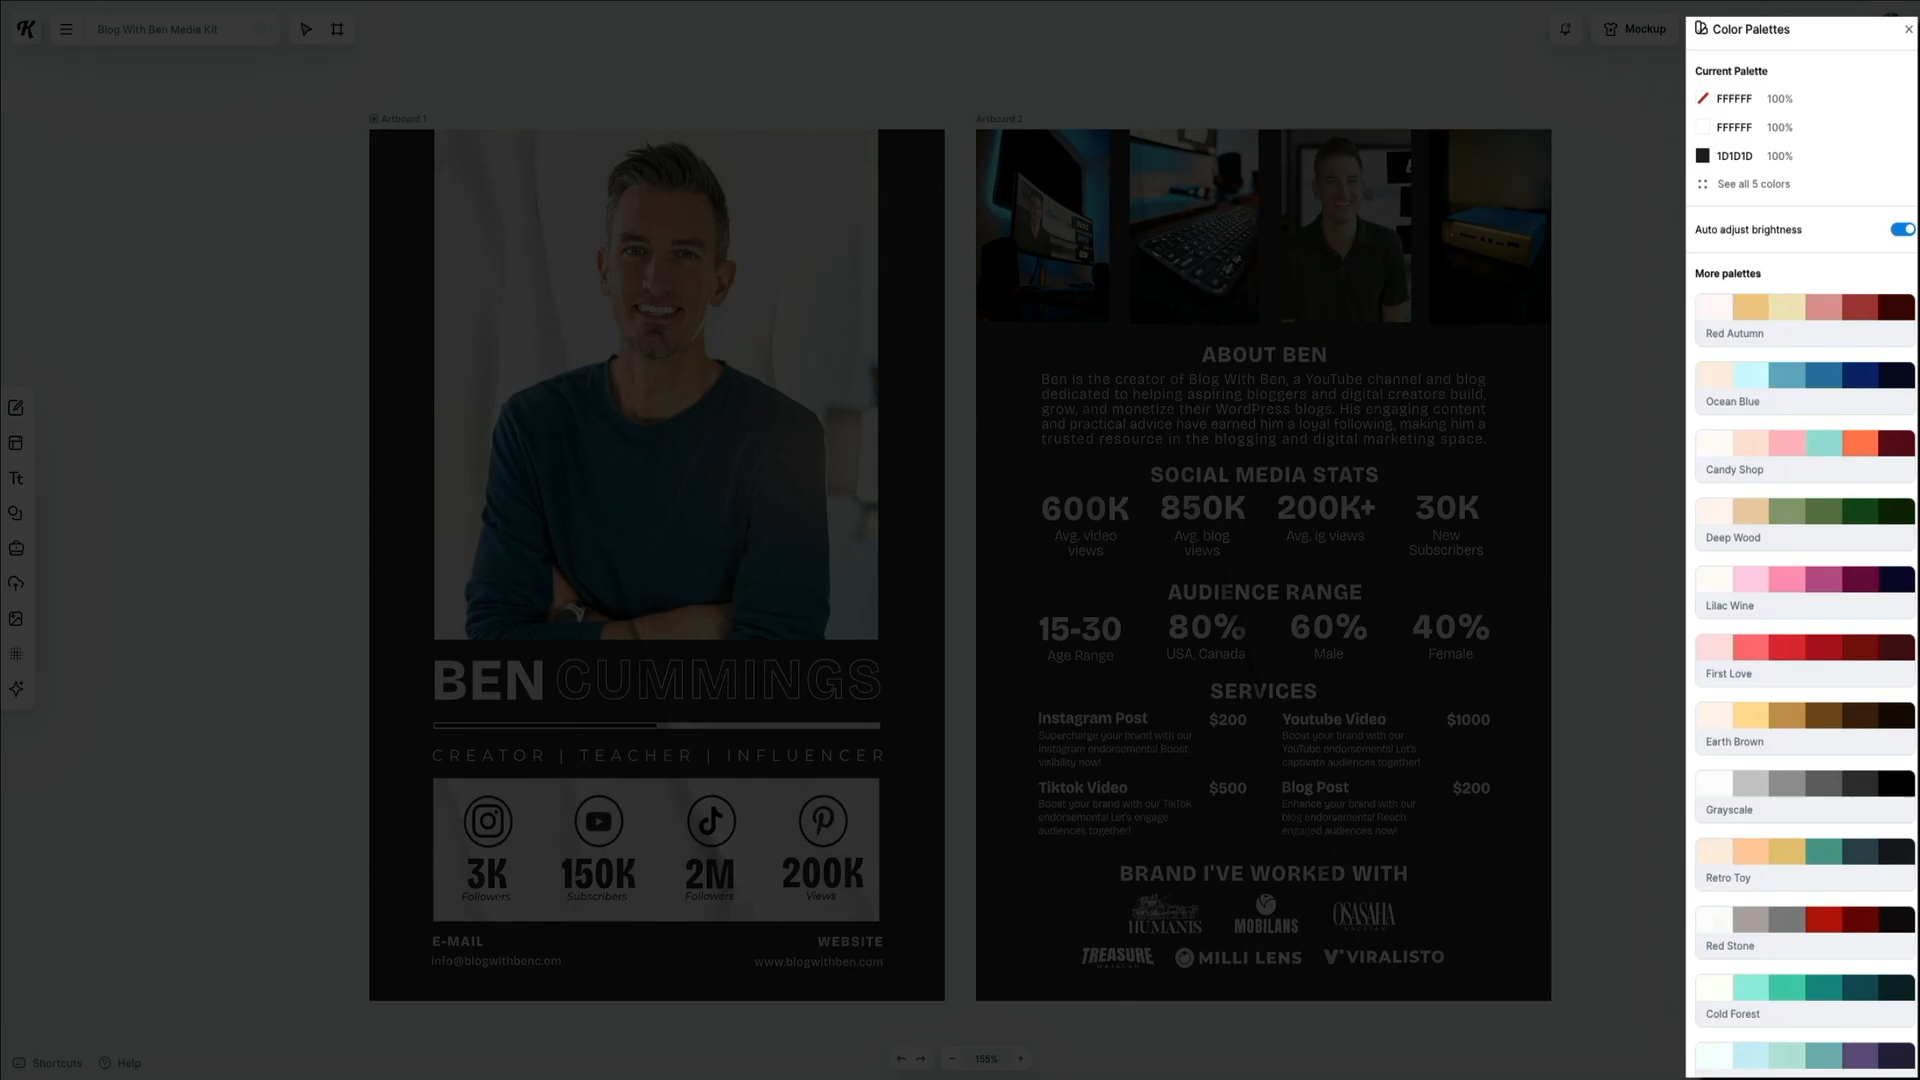 K
Blog With Ben Media Kit
Mockup
Color Palettes
Current Palette
FFFFFF 100%
FFFFFF 100%
1D1D1D 100%
See all 5 colors
Auto adjust brightness
More palettes
Red Autumn
Ocean Blue
Candy Shop
Deep Wood
Lilac Wine
First Love
Earth Brown
Grayscale
Retro Toy
Red Stone
Cold Forest
Tt
Artboard 1
BEN CUMMINGS
CREATOR | TEACHER | INFLUENCER
3K 150K 2M 200K
Followers Subscribers Followers Views
E-MAIL WEBSITE
info@blogwithbenc.om www.blogwithben.com
Artboard 2
ABOUT BEN
Ben is the creator of Blog With Ben, a YouTube channel and blog
dedicated to helping aspiring bloggers and digital creators build,
grow, and monetize their WordPress blogs. His engaging content
and practical advice have earned him a loyal following, making him a
trusted resource in the blogging and digital marketing space.
SOCIAL MEDIA STATS
600K 850K 200K+ 30K
Avg. video Avg. blog Avg. ig views New
views views Subscribers
AUDIENCE RANGE
15-30 80% 60% 40%
Age Range USA, Canada Male Female
SERVICES
Instagram Post $200
Supercharge your brand with our
Instagram endorsements! Boost
visibility now!
Youtube Video $1000
Boost your brand with our
YouTube endorsements! Let's
captivate audiences together!
Tiktok Video $500
Boost your brand with our TikTok
endorsements! Let's engage
audiences together!
Blog Post $200
Enhance your brand with our
blog endorsements! Reach
engaged audiences now!
BRAND I'VE WORKED WITH
HUMANIS MOBILANS OSASAHA
TREASURE MILLI LENS VIRALISTO
Shortcuts Help
155%